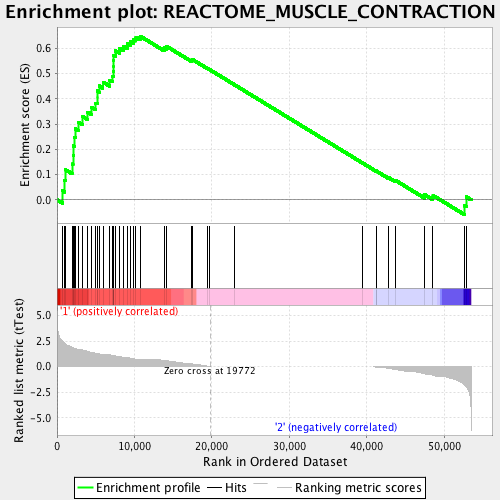 Enrichment plot: REACTOME_MUSCLE_CONTRACTION
Enrichment score (ES)
0.6
0.5
0.4
0.3
0.2
0.1
0.0
'1' (positively correlated)
Ranked list metric (tTest)
5.0
2.5
0.0
-2.5
-5.0
Zero cross at 19772
'2' (negatively correlated)
0
10,000
20,000
30,000
40,000
50,000
Rank in Ordered Dataset
Enrichment profile
Hits
Ranking metric scores